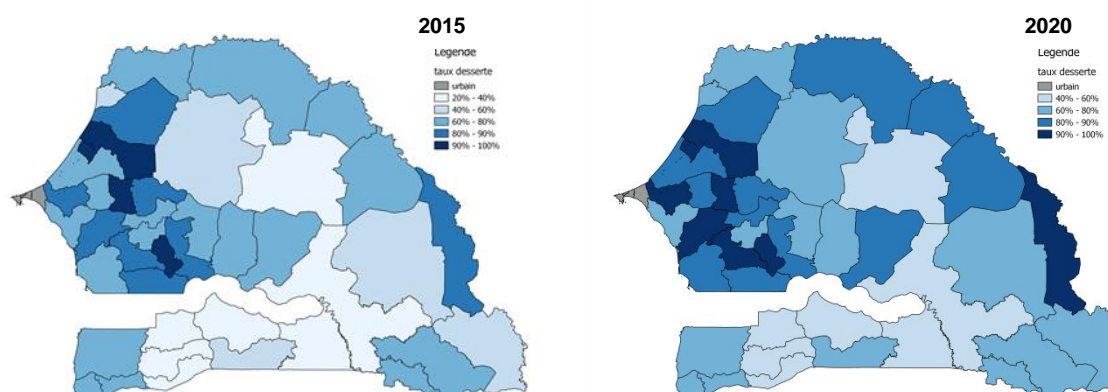 2015
Legende
taux desserte
urbain
20% - 40%
40% - 60%
60% - 80%
80% - 90%
90% - 100%
2020
Legende
taux desserte
urbain
40% - 60%
60% - 80%
80% - 90%
90% - 100%